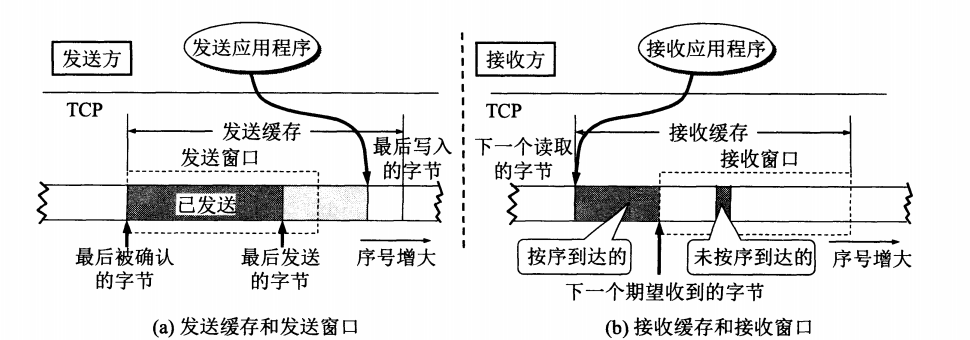 发送方
发送应用程序
TCP
发送缓存
最后写入
的字节
发送窗口
已发送
最后被确认
的字节
最后发送
的字节
序号增大
(a) 发送缓存和发送窗口
接收方
接收应用程序
TCP
下一个读取
的字节
接收缓存
接收窗口
按序到达的
未按序到达的
序号增大
下一个期望收到的字节
(b) 接收缓存和接收窗口